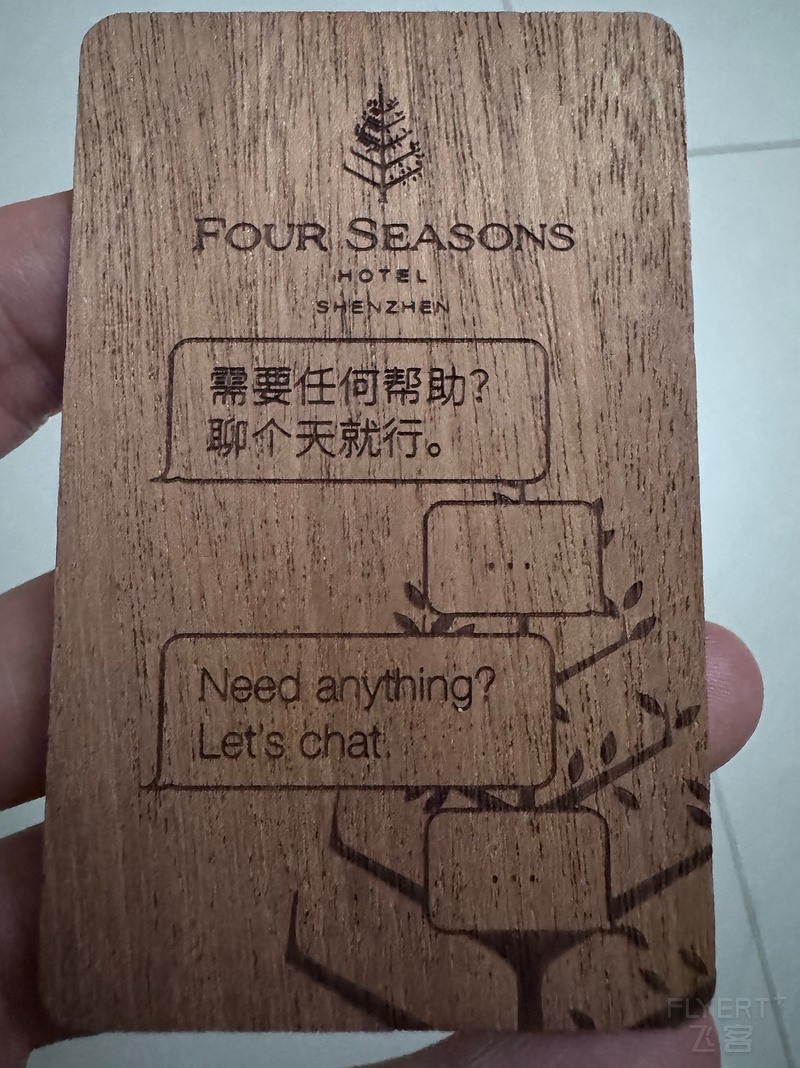 FOUR SEASONS
HOTEL
SHENZHEN
需要任何帮助?
聊个天就行。
...
Need anything?
Let's chat.
...
FLYERT
飞客